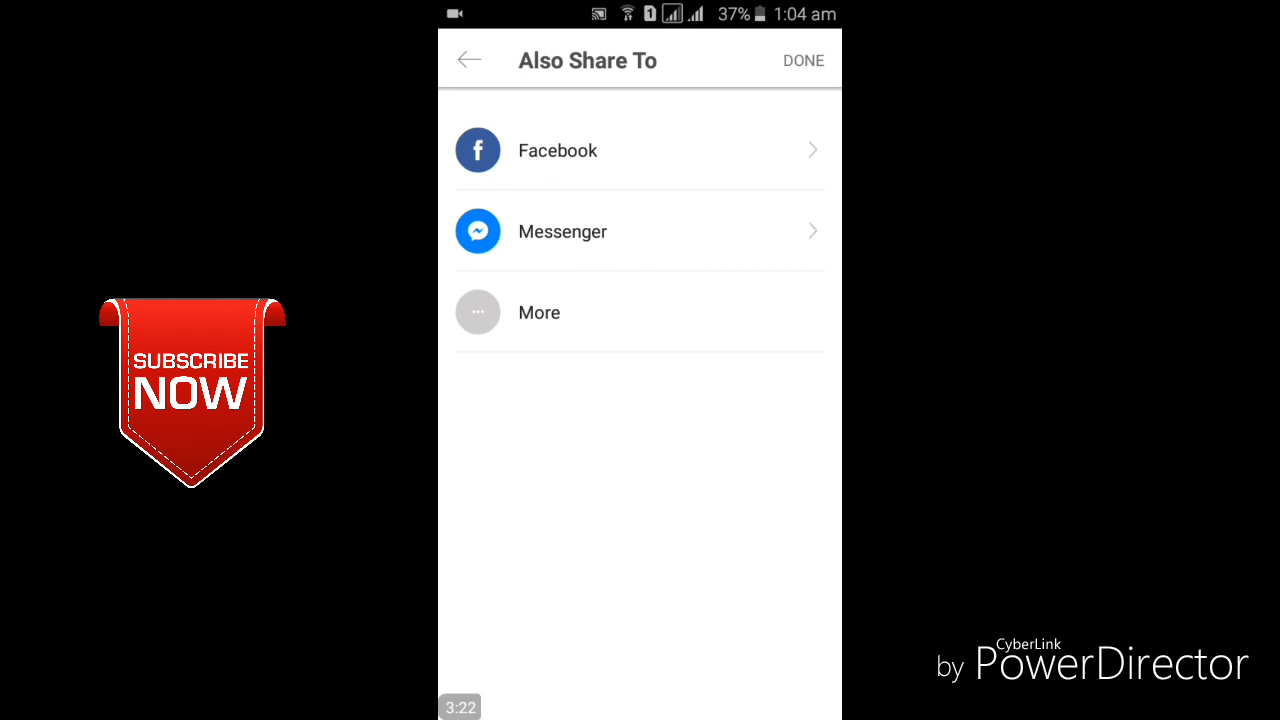 37% 1:04 am
Also Share To
DONE
Facebook
Messenger
More
SUBSCRIBE
NOW
CyberLink
by PowerDirector
3:22